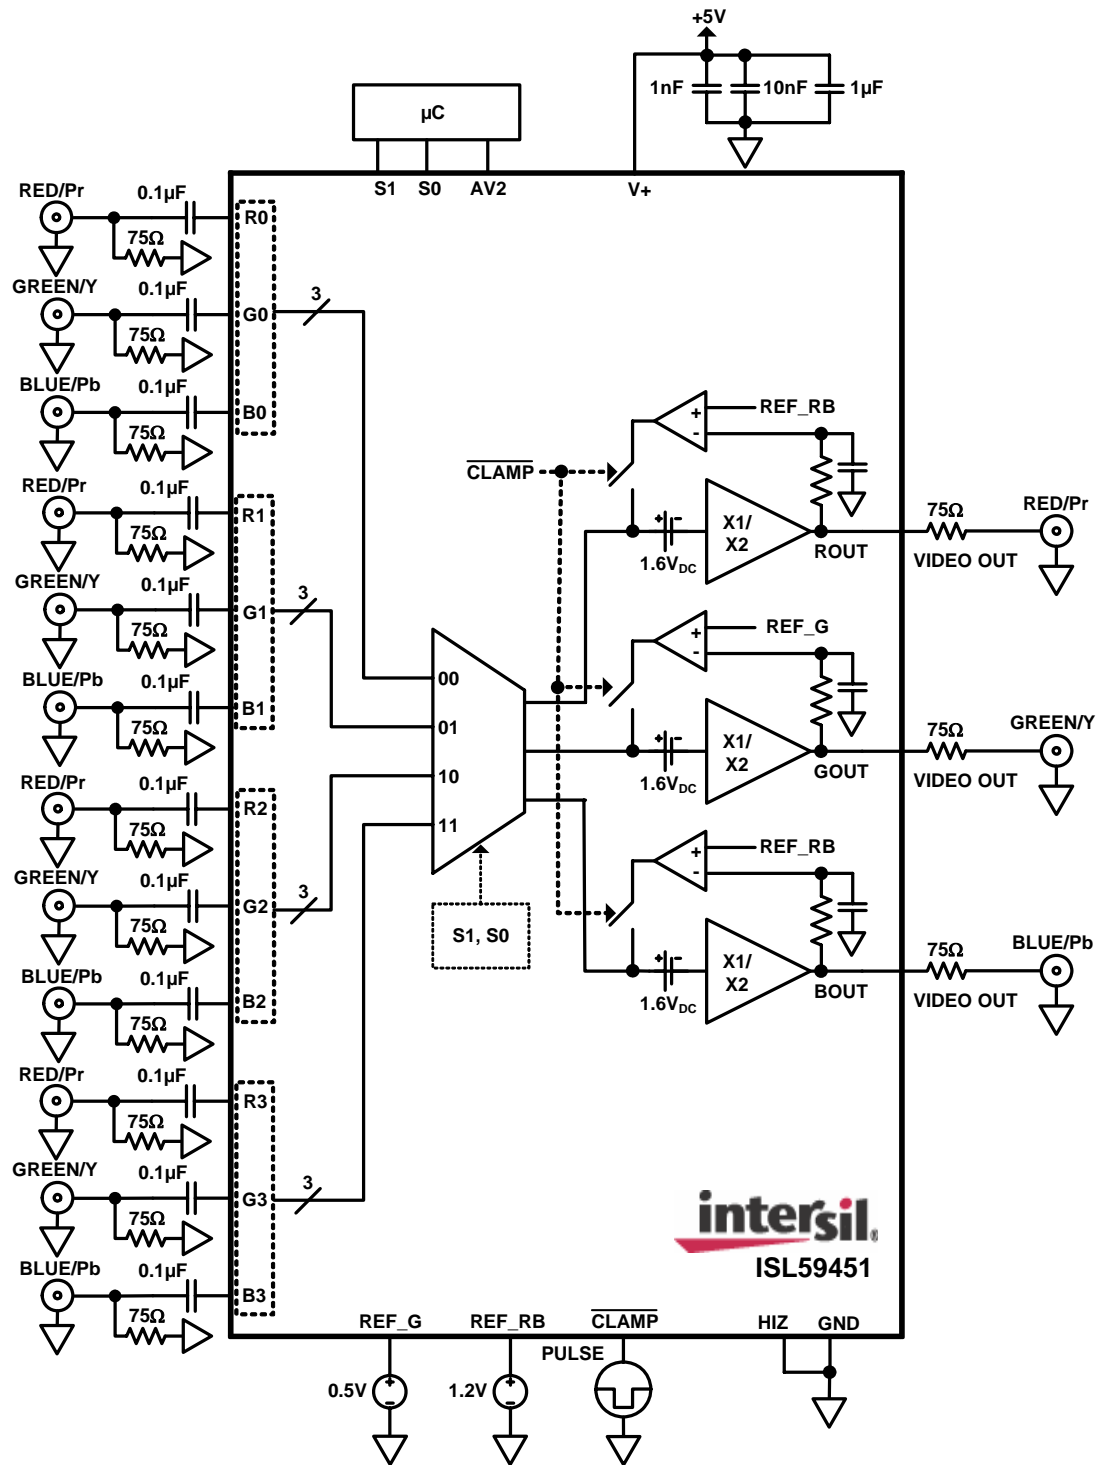 +5V
1nF
10nF
1µF
µC
S1
S0
AV2
V+
RED/Pr
0.1µF
R0
75Ω
GREEN/Y
0.1µF
G0
3
75Ω
BLUE/Pb
0.1µF
B0
75Ω
RED/Pr
0.1µF
R1
75Ω
GREEN/Y
0.1µF
G1
3
75Ω
BLUE/Pb
0.1µF
B1
75Ω
RED/Pr
0.1µF
R2
75Ω
GREEN/Y
0.1µF
G2
3
75Ω
BLUE/Pb
0.1µF
B2
75Ω
RED/Pr
0.1µF
R3
75Ω
GREEN/Y
0.1µF
G3
3
75Ω
BLUE/Pb
0.1µF
B3
75Ω
00
01
10
11
S1, S0
CLAMP
+
-
REF_RB
+ -
1.6VDC
X1/
X2
ROUT
75Ω
VIDEO OUT
RED/Pr
+
-
REF_G
+ -
1.6VDC
X1/
X2
GOUT
75Ω
VIDEO OUT
GREEN/Y
+
-
REF_RB
+ -
1.6VDC
X1/
X2
BOUT
75Ω
VIDEO OUT
BLUE/Pb
intersil®
ISL59451
REF_G
REF_RB
CLAMP
PULSE
HIZ
GND
0.5V
+
-
1.2V
+
-